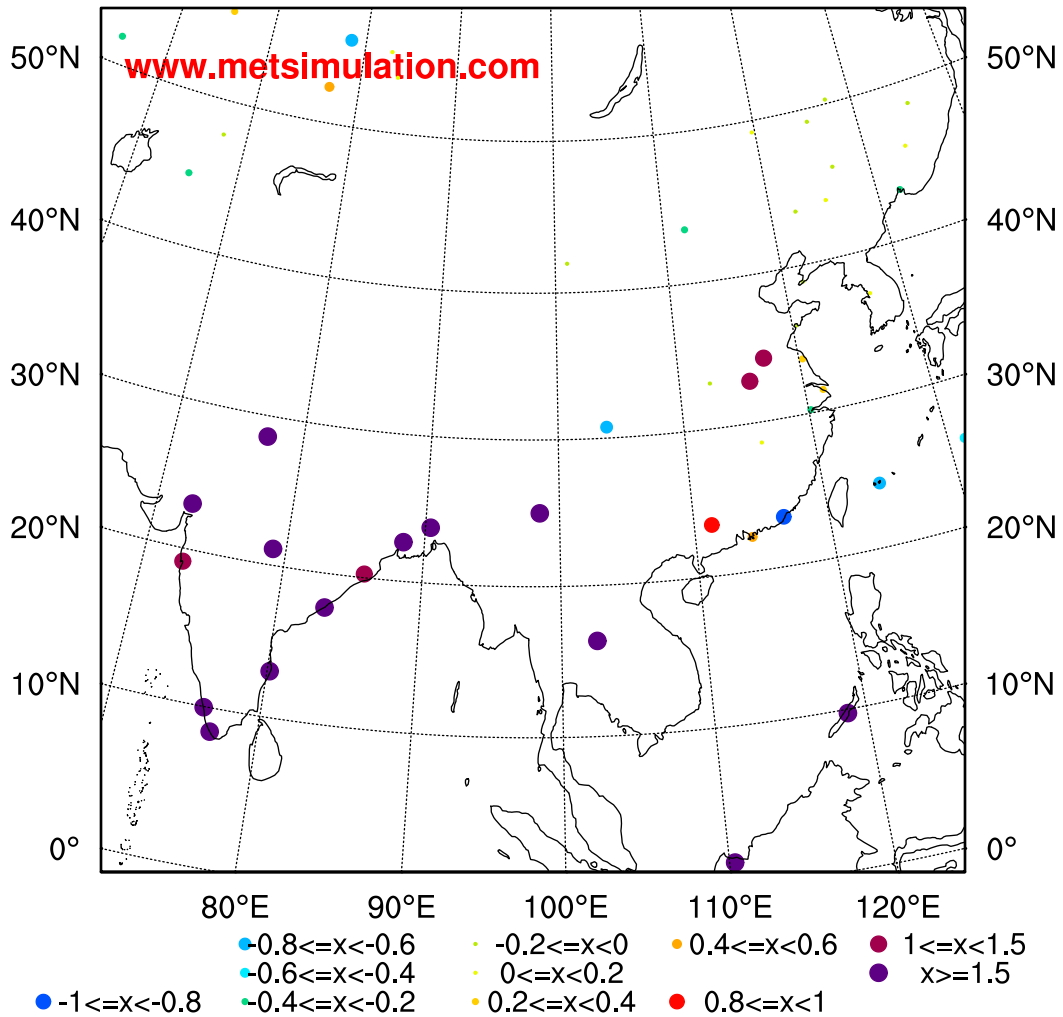 www.metsimulation.com
50°N 50°N
40°N 40°N
30°N 30°N
20°N 20°N
10°N 10°N
0° 0°
80°E 90°E 100°E 110°E 120°E
-0.8<=x<-0.6 -0.2<=x<0 0.4<=x<0.6 1<=x<1.5
-0.6<=x<-0.4 0<=x<0.2 x>=1.5
-1<=x<-0.8 -0.4<=x<-0.2 0.2<=x<0.4 0.8<=x<1